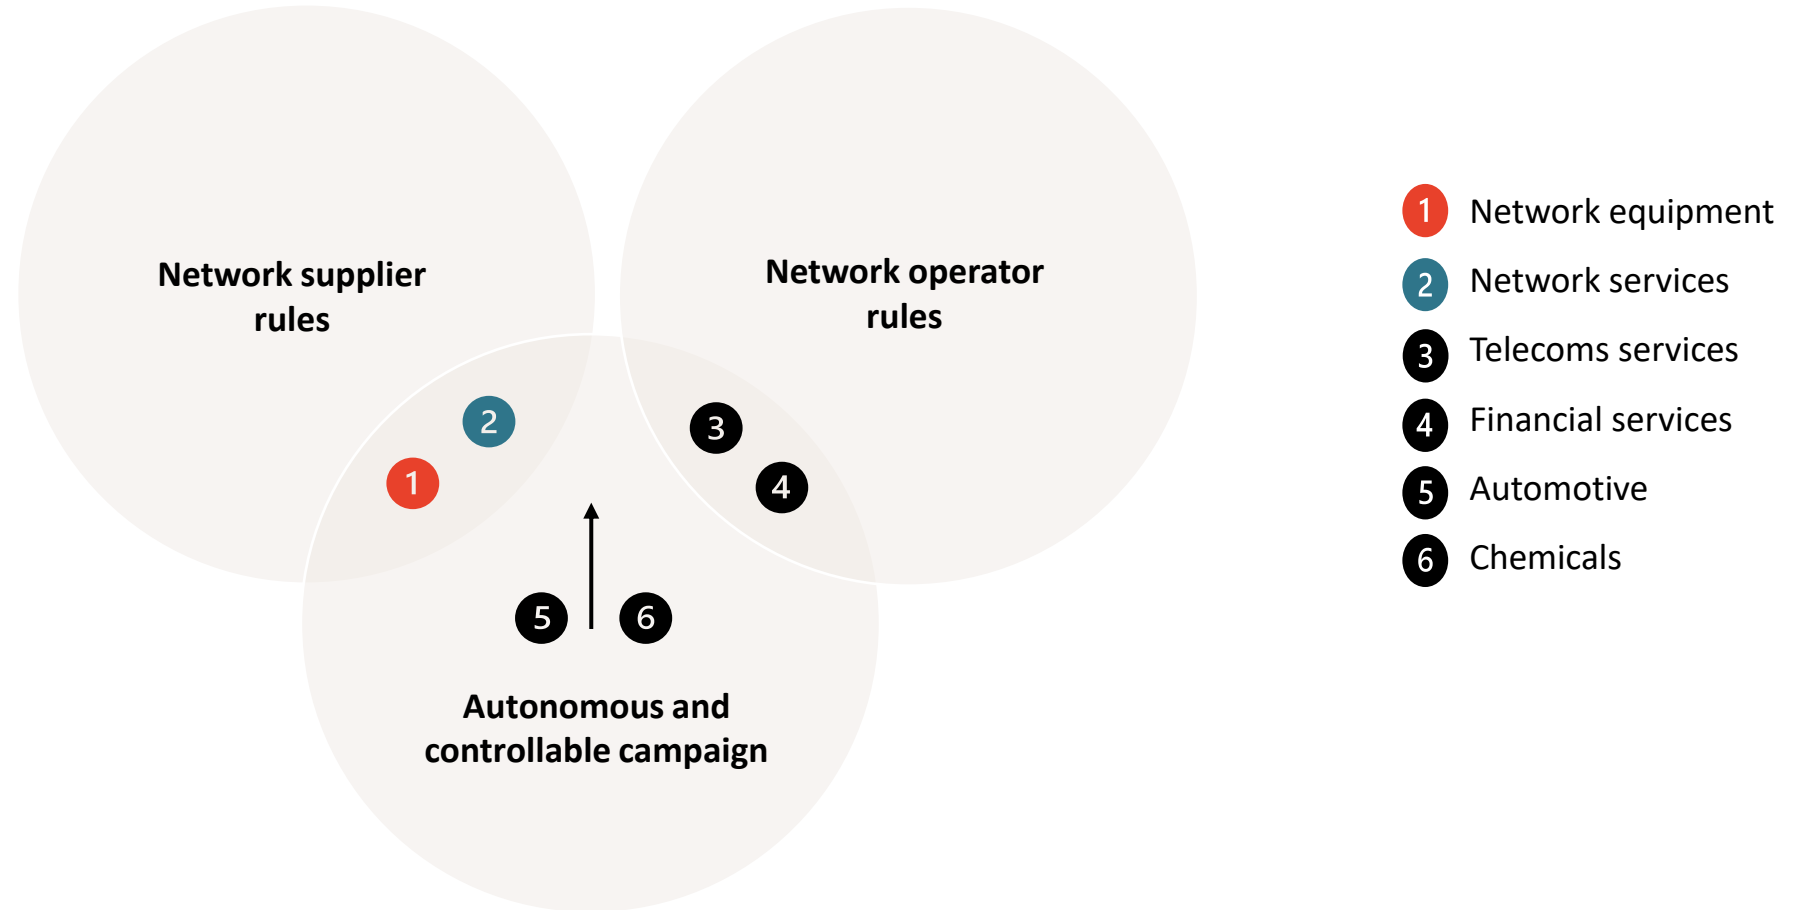 Network supplier
rules
Network operator
rules
2
1
3
4
5
6
Autonomous and
controllable campaign
1 Network equipment
2 Network services
3 Telecoms services
4 Financial services
5 Automotive
6 Chemicals